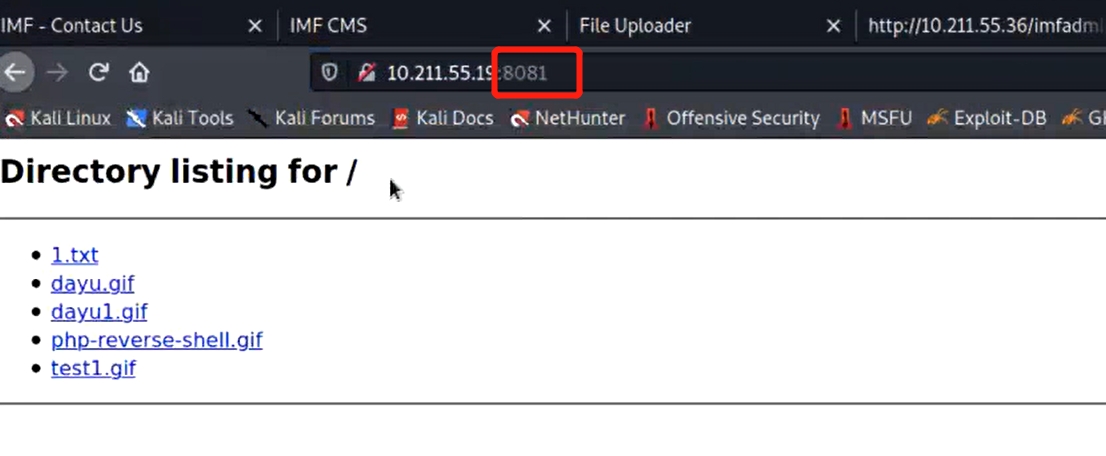 IMF - Contact Us IMF CMS File Uploader http://10.211.55.36/imfadm
10.211.55.19:8081
Kali Linux Kali Tools Kali Forums Kali Docs NetHunter Offensive Security MSFU Exploit-DB
Directory listing for /
1.txt
dayu.gif
dayu1.gif
php-reverse-shell.gif
test1.gif